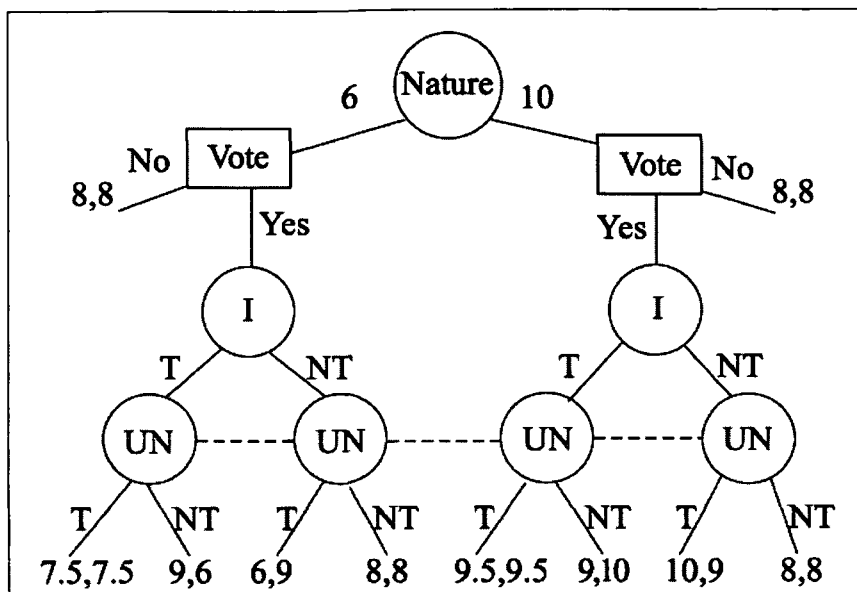 Nature
6 10
No Vote Vote No
8,8 8,8
Yes Yes
I I
T NT T NT
UN UN UN UN
T NT T NT T NT T NT
7.5,7.5 9,6 6,9 8,8 9.5,9.5 9,10 10,9 8,8